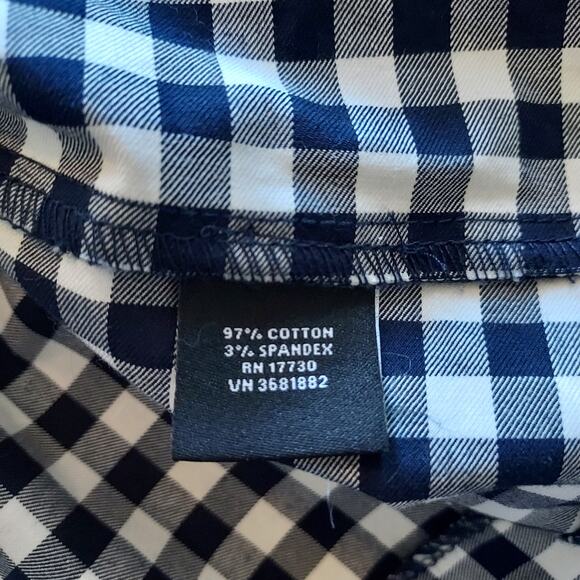 97% COTTON
3% SPANDEX
RN 17730
VN 3681882